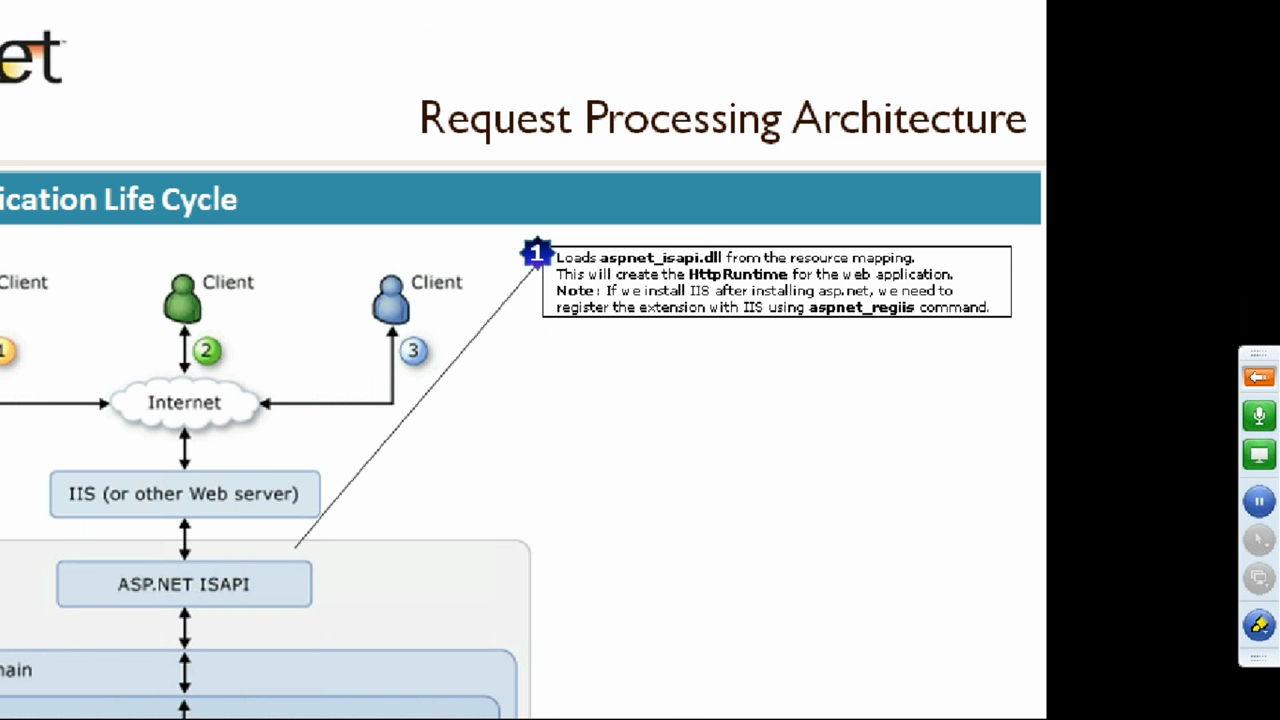 et
Request Processing Architecture
ication Life Cycle
1
Loads aspnet_isapi.dll from the resource mapping.
This will create the HttpRuntime for the web application.
Note: If we install IIS after installing asp.net, we need to
register the extension with IIS using aspnet_regiis command.
Client
Client
Client
1
2
3
Internet
IIS (or other Web server)
ASP.NET ISAPI
main